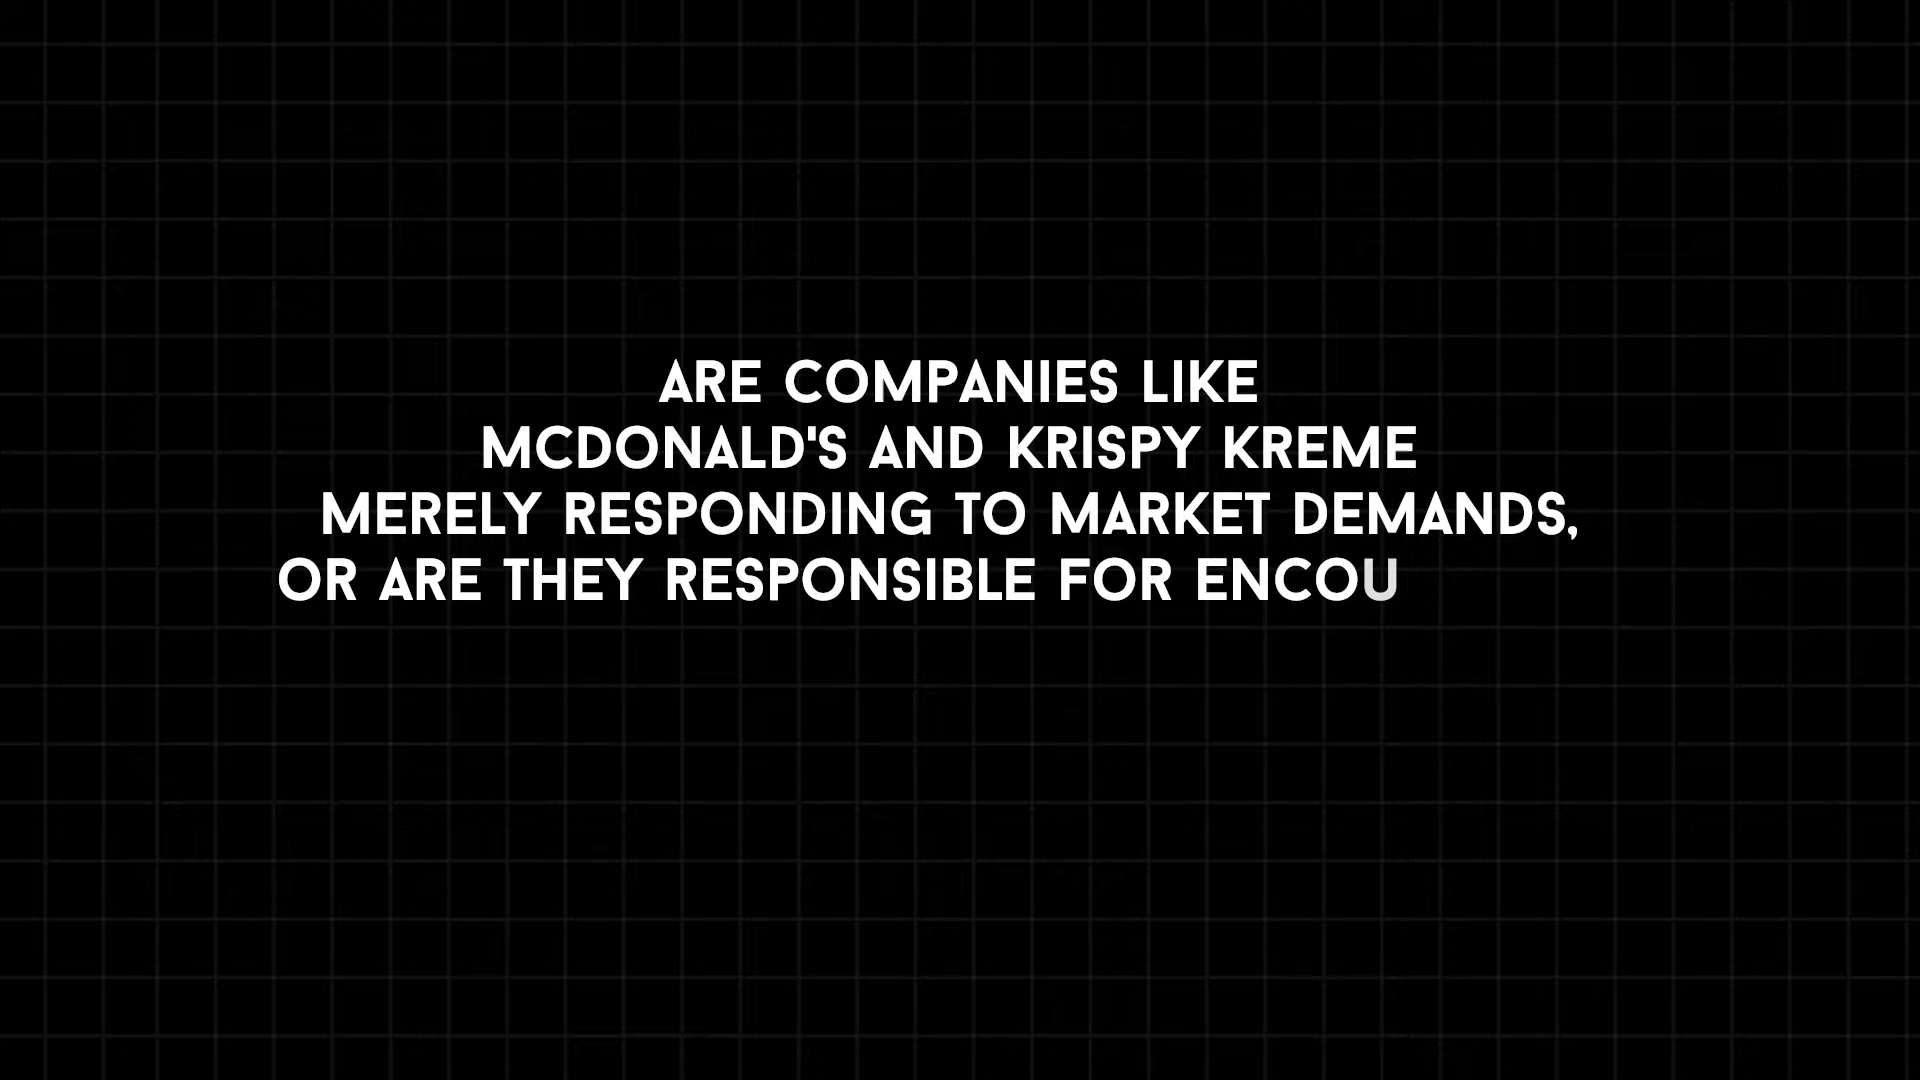 ARE COMPANIES LIKE
MCDONALD'S AND KRISPY KREME
MERELY RESPONDING TO MARKET DEMANDS,
OR ARE THEY RESPONSIBLE FOR ENCOU